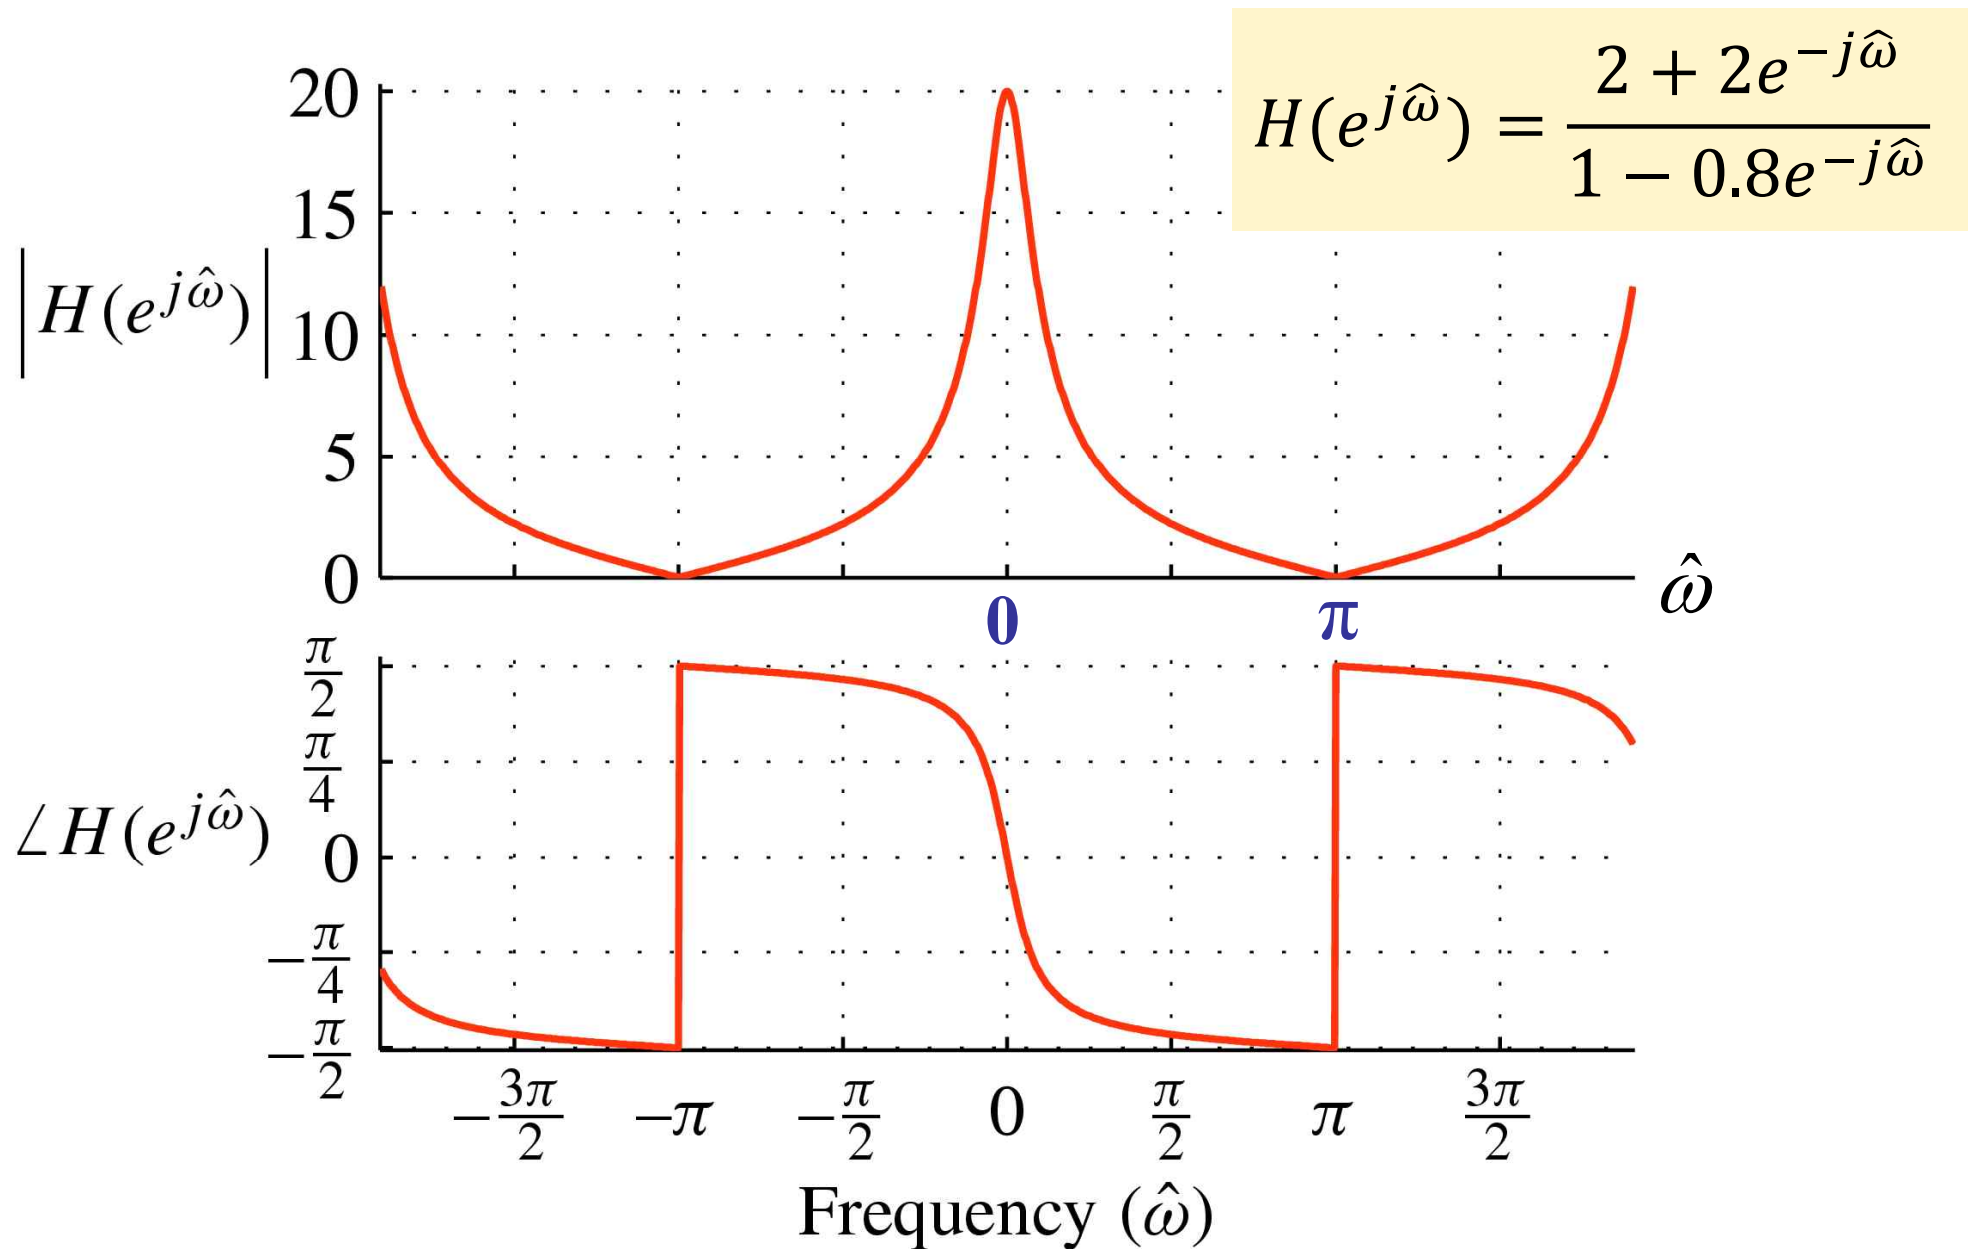 H(e^{jω̂}) = \frac{2 + 2e^{-jω̂}}{1 - 0.8e^{-jω̂}}
20
15
|H(e^{jω̂})|
10
5
0
ω̂
0 π
π/2
π/4
∠H(e^{jω̂})
0
−π/4
−π/2
−3π/2 −π −π/2 0 π/2 π 3π/2
Frequency (ω̂)